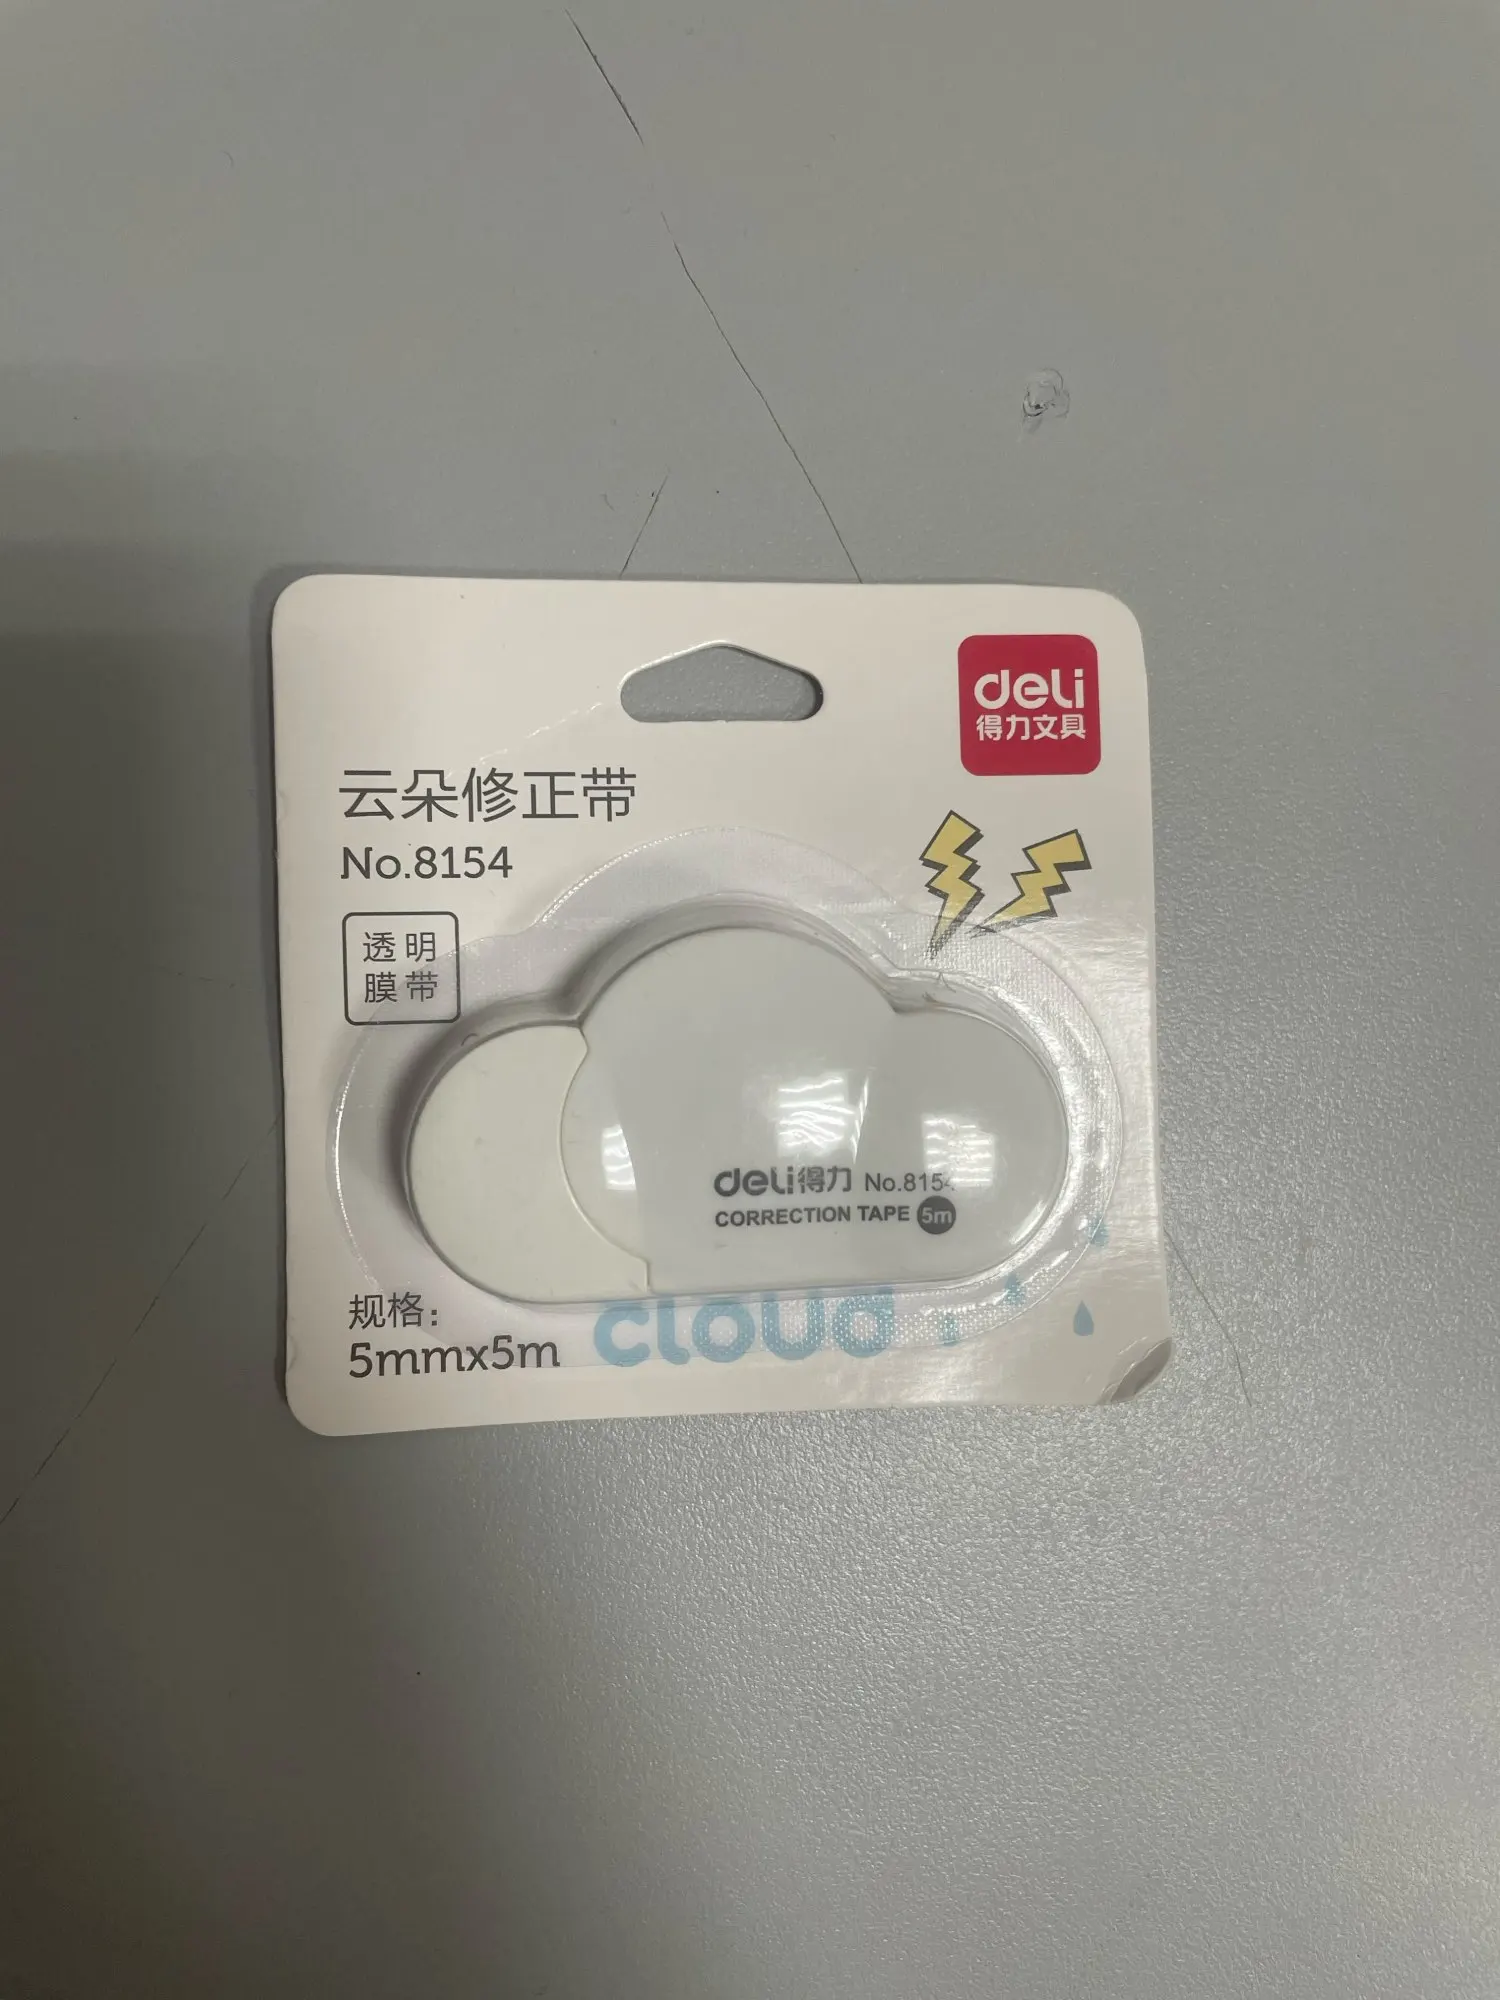 deli
得力文具
云朵修正带
No.8154
透明
膜带
deli得力 No.8154
CORRECTION TAPE 5m
规格：
5mmx5m
cloud